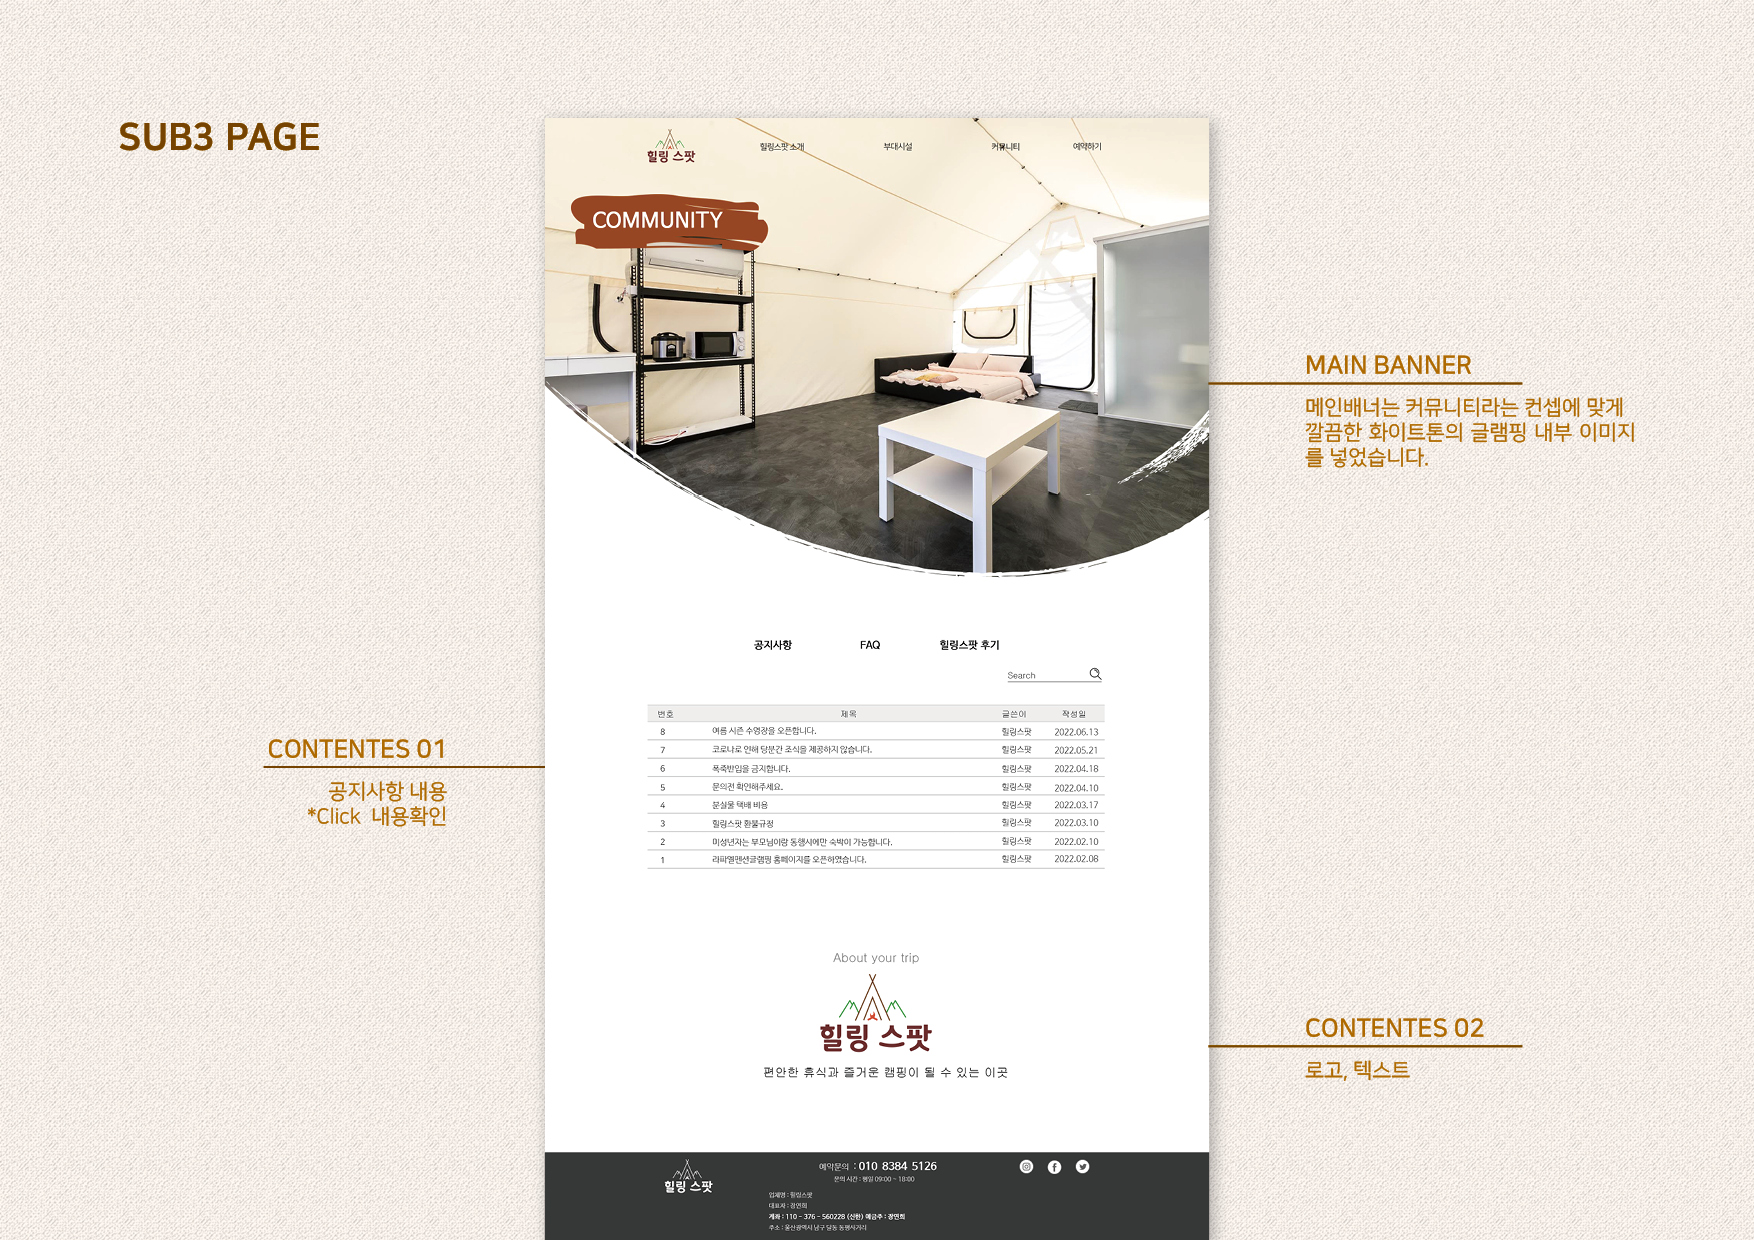 SUB3 PAGE
힐링 스팟
힐링스팟 소개
부대시설
커뮤니티
예약하기
COMMUNITY
MAIN BANNER
메인배너는 커뮤니티라는 컨셉에 맞게
깔끔한 화이트톤의 글램핑 내부 이미지
를 넣었습니다.
공지사항
FAQ
힐링스팟 후기
Search
CONTENTES 01
공지사항 내용
*Click 내용확인
번호 제목 글쓴이 작성일
8 여름 시즌 수영장을 오픈합니다. 힐링스팟 2022.06.13
7 코로나로 인해 당분간 조식을 제공하지 않습니다. 힐링스팟 2022.05.21
6 폭죽반입을 금지합니다. 힐링스팟 2022.04.18
5 문의전 확인해주세요. 힐링스팟 2022.04.10
4 분실물 택배 비용 힐링스팟 2022.03.17
3 힐링스팟 환불규정 힐링스팟 2022.03.10
2 미성년자는 부모님이랑 동행시에만 숙박이 가능합니다. 힐링스팟 2022.02.10
1 라파엘펜션글램핑 홈페이지를 오픈하였습니다. 힐링스팟 2022.02.08
About your trip
힐링 스팟
편안한 휴식과 즐거운 캠핑이 될 수 있는 이곳
CONTENTES 02
로고, 텍스트
힐링 스팟
예약문의 : 010 8384 5126
문의 시간 : 평일 09:00 ~ 18:00
업체명 : 힐링스팟
대표자 : 장연희
계좌 : 110 - 376 - 560228 (신한) 예금주 : 장연희
주소 : 울산광역시 남구 달동 동평사거리